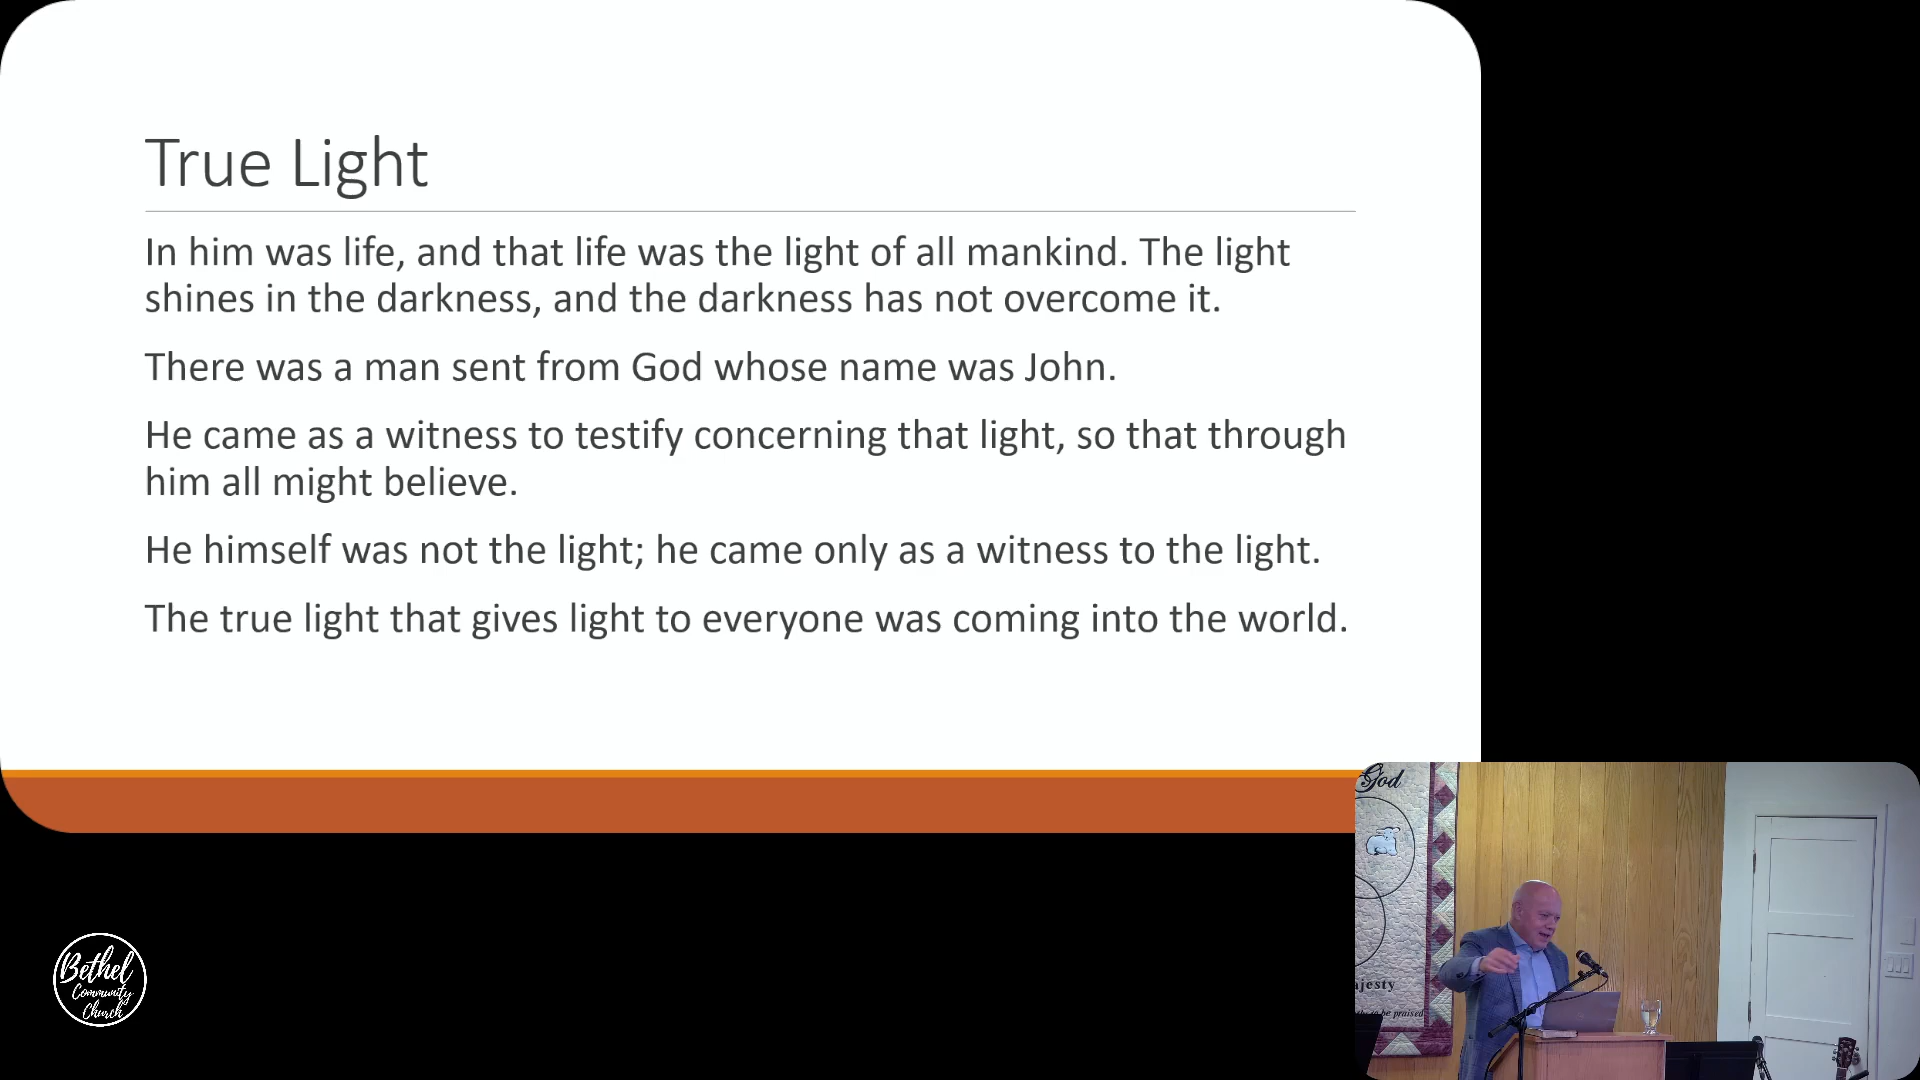 True Light
In him was life, and that life was the light of all mankind. The light
shines in the darkness, and the darkness has not overcome it.
There was a man sent from God whose name was John.
He came as a witness to testify concerning that light, so that through
him all might believe.
He himself was not the light; he came only as a witness to the light.
The true light that gives light to everyone was coming into the world.
God
ajesty
to be praised
Bethel
Community
Church